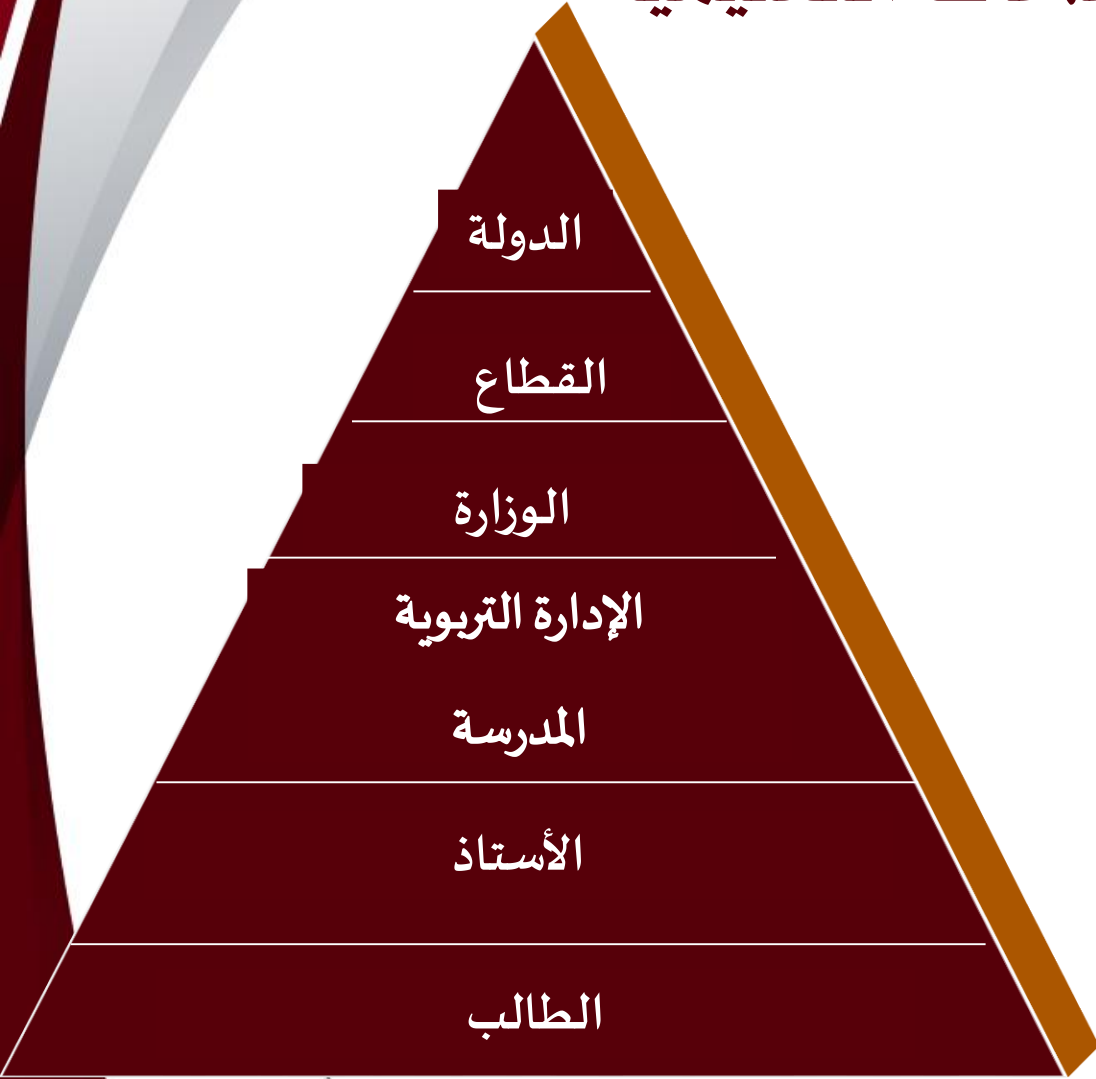 الدولة
القطاع
الوزارة
الإدارة التربوية
المدرسة
الأستاذ
الطالب